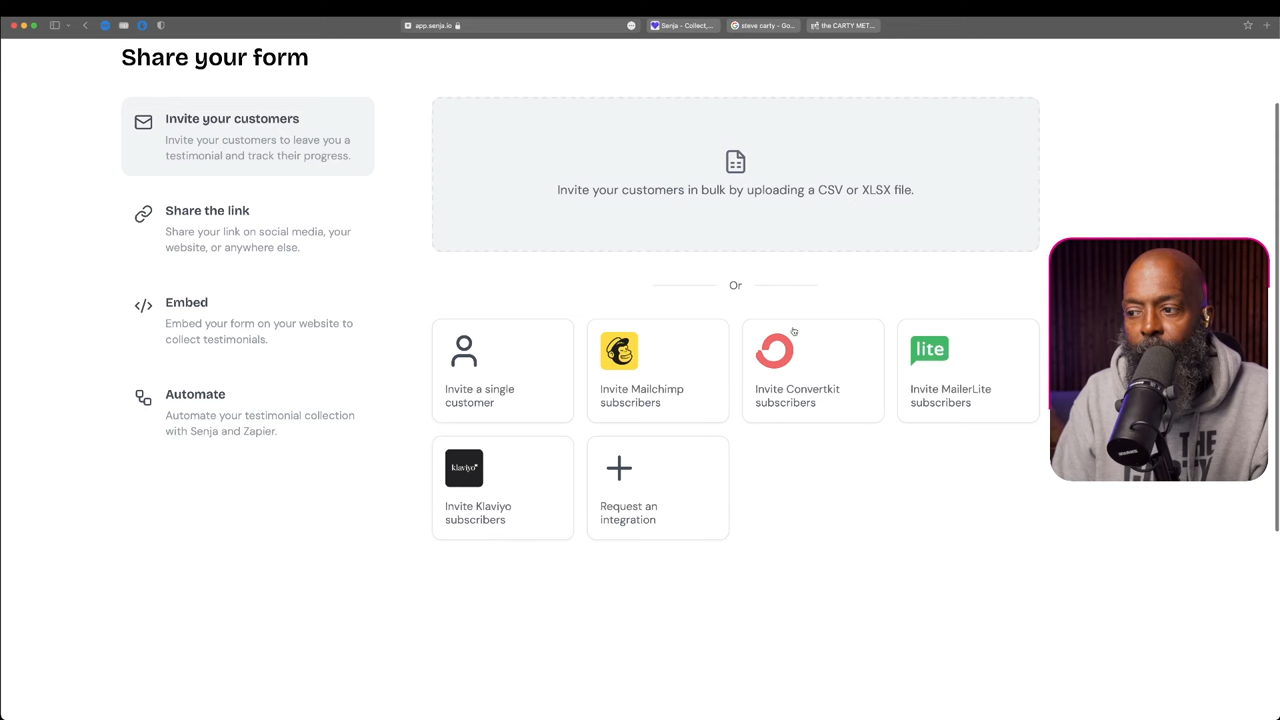 app.senja.io
Senja - Collect,...
steve carty - Go...
the CARTY MET...
Share your form
Invite your customers
Invite your customers to leave you a
testimonial and track their progress.
Share the link
Share your link on social media, your
website, or anywhere else.
Embed
Embed your form on your website to
collect testimonials.
Automate
Automate your testimonial collection
with Senja and Zapier.
Invite your customers in bulk by uploading a CSV or XLSX file.
Or
Invite a single
customer
Invite Mailchimp
subscribers
Invite Convertkit
subscribers
lite
Invite MailerLite
subscribers
klaviyo
Invite Klaviyo
subscribers
Request an
integration
THE